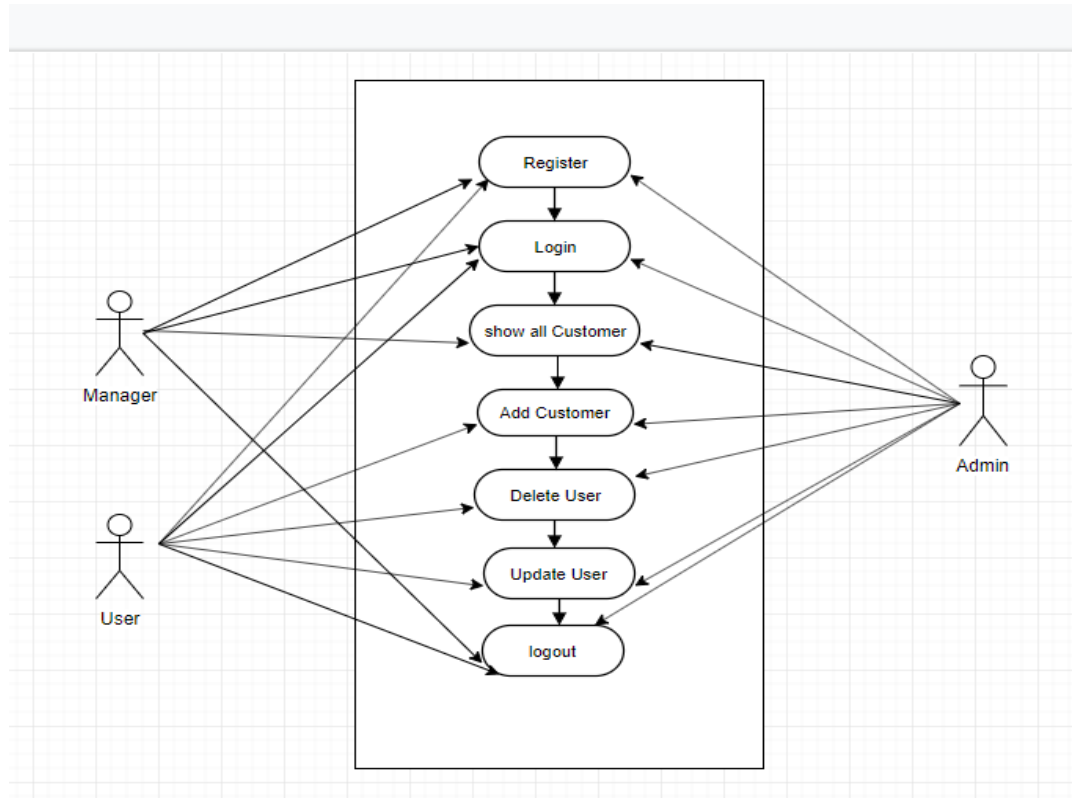 Register
Login
show all Customer
Manager
Admin
Add Customer
Delete User
User
Update User
logout